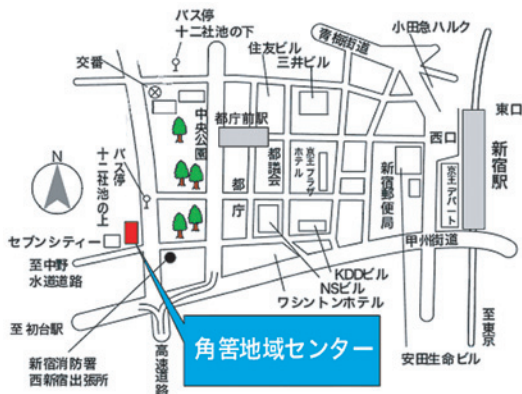 バス停
十二社池の下
交番
住友ビル
三井ビル
青梅街道
小田急ハルク
東口
西口
新宿駅
中央公園
都庁前駅
都議会
都庁
京王プラザ
ホテル
新宿郵便局
京王デパート
甲州街道
N
バス停
十二社池の上
セブンシティー
至中野
水道道路
KDDビル
NSビル
ワシントンホテル
至初台駅
角筈地域センター
新宿消防署
西新宿出張所
高速道路
安田生命ビル
至東京